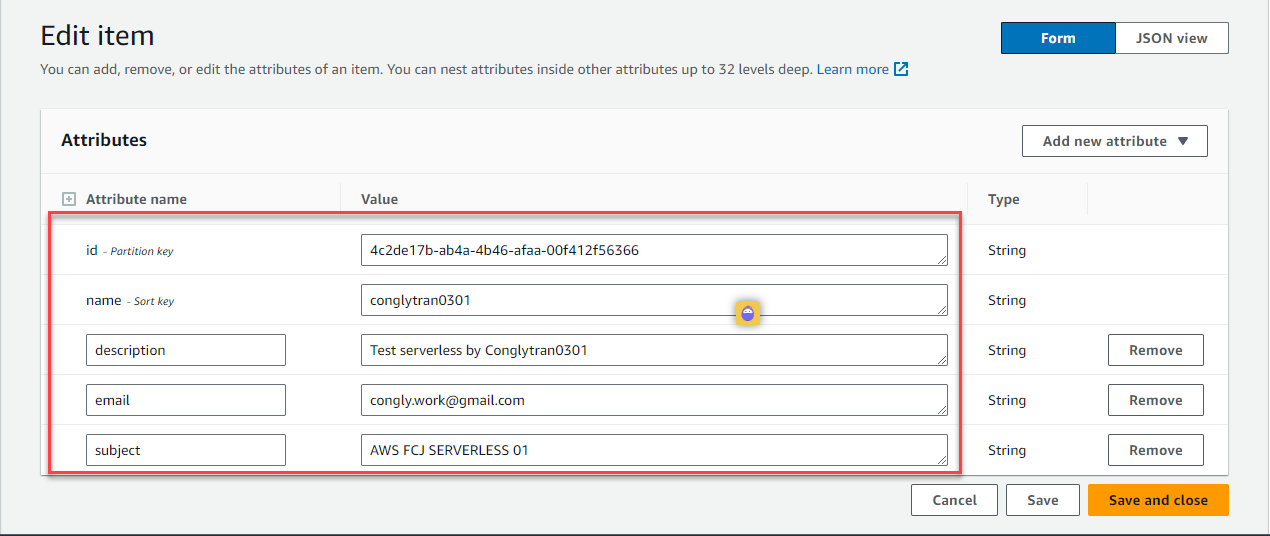 Edit item
Form
JSON view
You can add, remove, or edit the attributes of an item. You can nest attributes inside other attributes up to 32 levels deep. Learn more
Attributes
Add new attribute
Attribute name Value Type
id - Partition key 4c2de17b-ab4a-4b46-afaa-00f412f56366 String
name - Sort key conglytran0301 String
description Test serverless by Conglytran0301 String Remove
email congly.work@gmail.com String Remove
subject AWS FCJ SERVERLESS 01 String Remove
Cancel Save Save and close